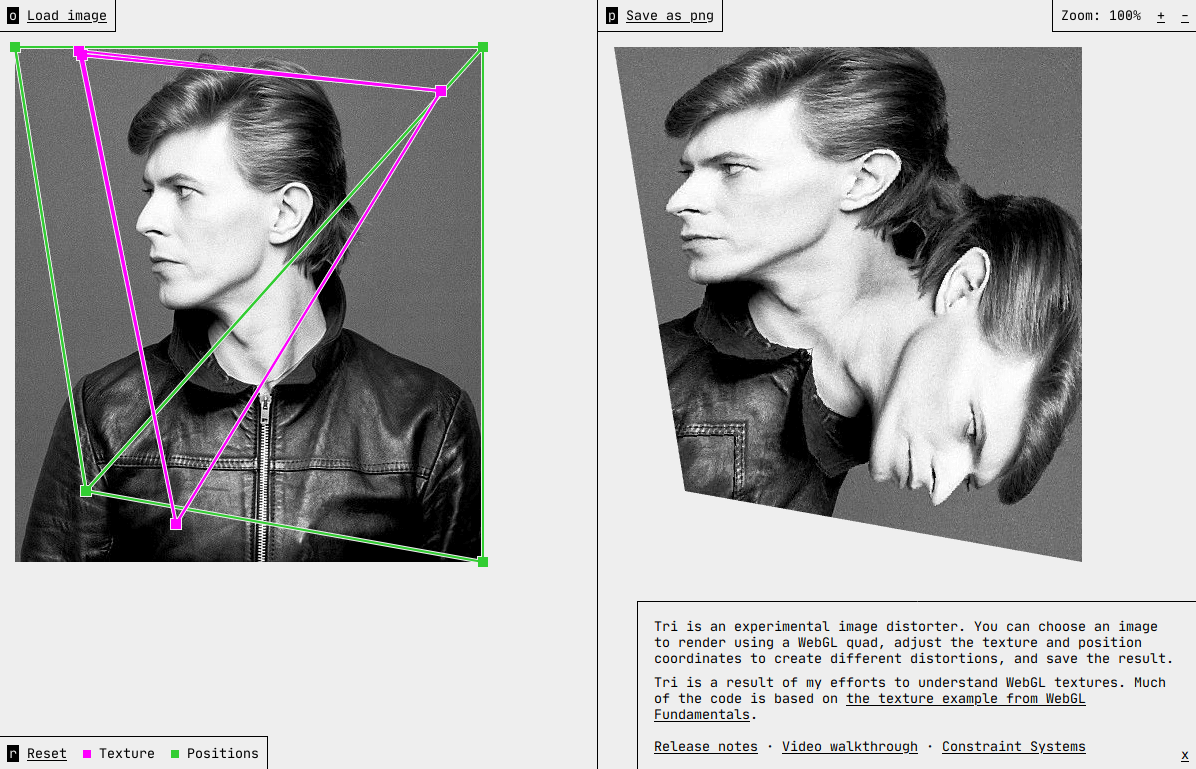 o Load image
p Save as png
Zoom: 100% + -
Tri is an experimental image distorter. You can choose an image
to render using a WebGL quad, adjust the texture and position
coordinates to create different distortions, and save the result.
Tri is a result of my efforts to understand WebGL textures. Much
of the code is based on the texture example from WebGL
Fundamentals.
Release notes · Video walkthrough · Constraint Systems
x
r Reset Texture Positions